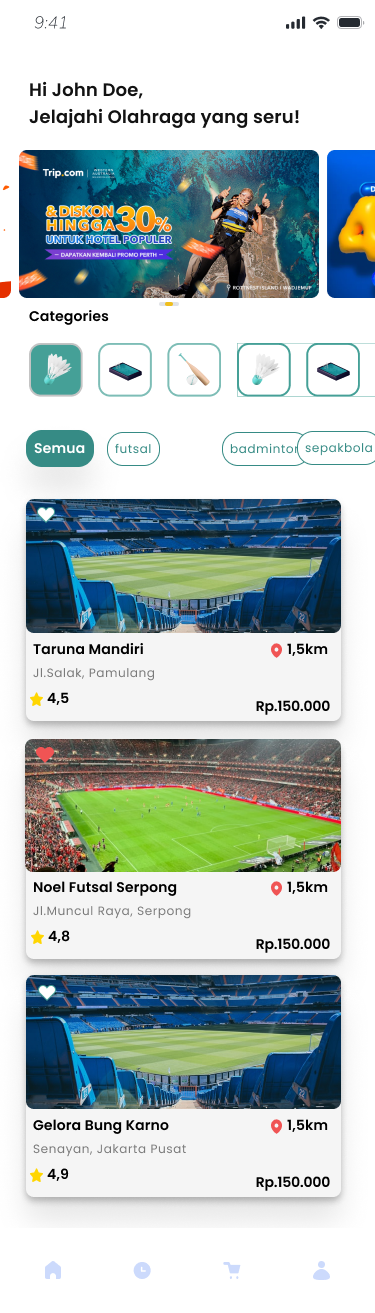 9:41
Hi John Doe,
Jelajahi Olahraga yang seru!
Trip.com
WESTERN AUSTRALIA
& DISKON
HINGGA 30%
UNTUK HOTEL POPULER
— DAPATKAN KEMBALI PROMO PERTH —
ROTTNEST ISLAND / WADJEMUP
Categories
Semua
futsal
badminton
sepakbola
Taruna Mandiri
1,5km
Jl.Salak, Pamulang
4,5
Rp.150.000
Noel Futsal Serpong
1,5km
Jl.Muncul Raya, Serpong
4,8
Rp.150.000
Gelora Bung Karno
1,5km
Senayan, Jakarta Pusat
4,9
Rp.150.000